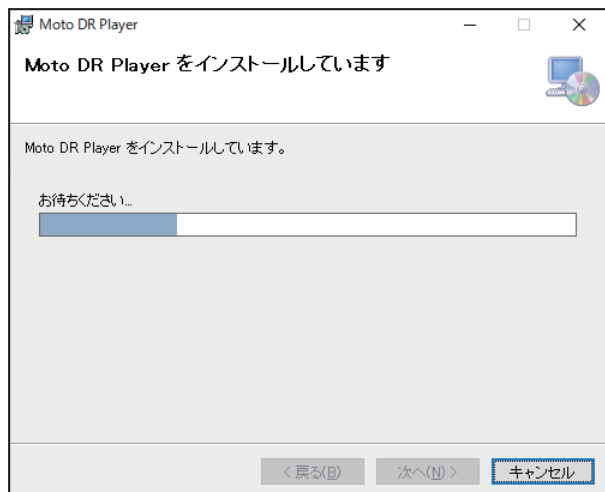 Moto DR Player
Moto DR Player をインストールしています
Moto DR Player をインストールしています。
お待ちください...
< 戻る(B) 次へ(N) > キャンセル